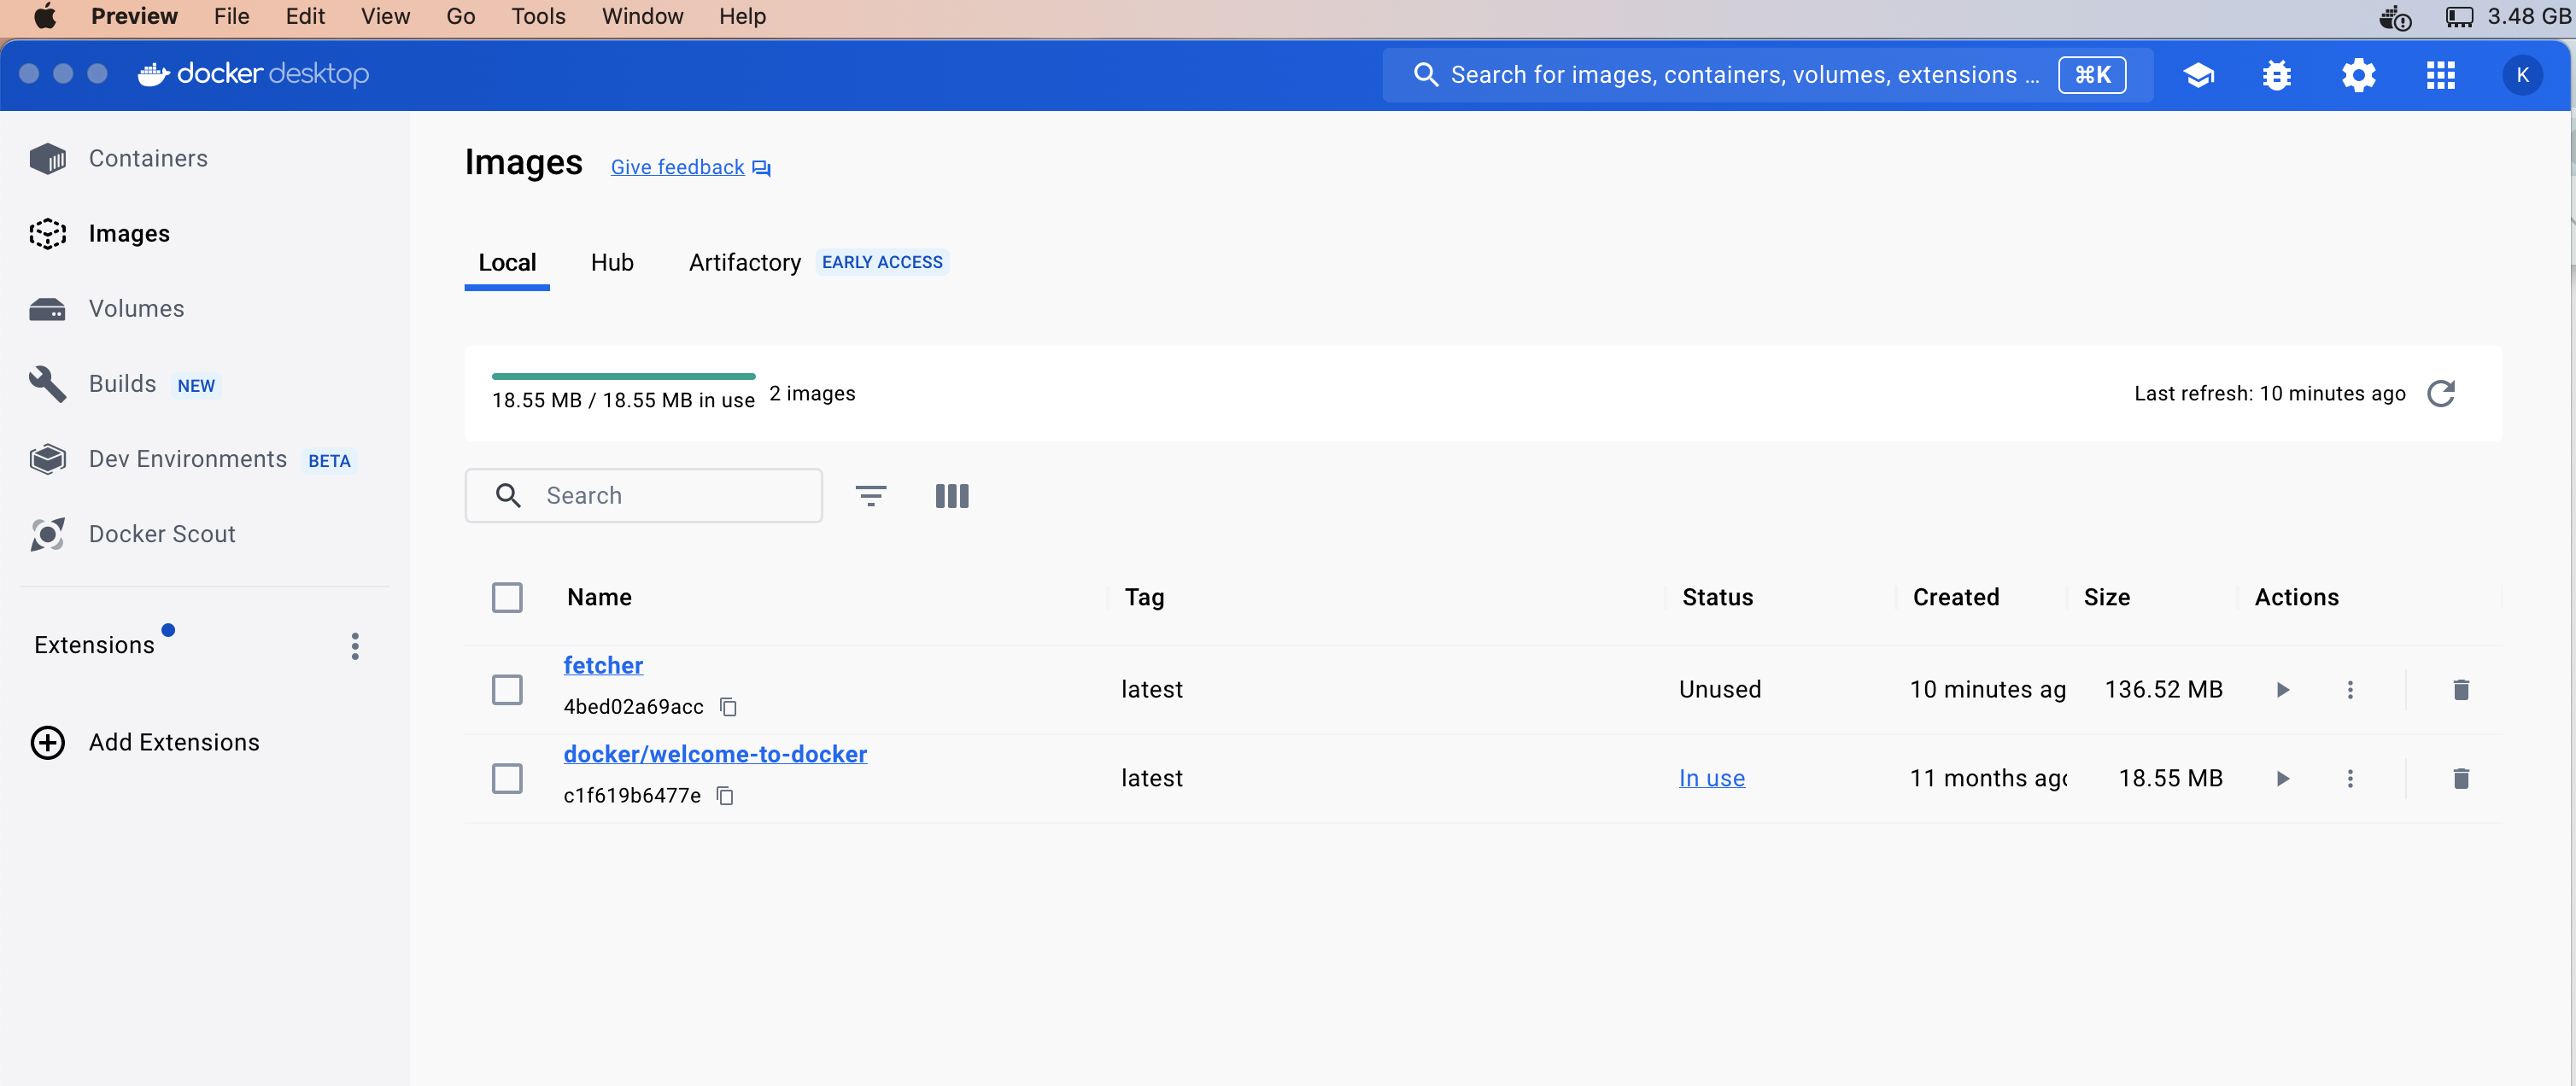 Preview File Edit View Go Tools Window Help 3.48 GB
docker desktop Search for images, containers, volumes, extensions ... ⌘K K
Containers
Images
Volumes
Builds NEW
Dev Environments BETA
Docker Scout
Extensions
Add Extensions
Images Give feedback
Local Hub Artifactory EARLY ACCESS
18.55 MB / 18.55 MB in use 2 images Last refresh: 10 minutes ago
Search
Name Tag Status Created Size Actions
fetcher
4bed02a69acc
latest Unused 10 minutes ag 136.52 MB
docker/welcome-to-docker
c1f619b6477e
latest In use 11 months ago 18.55 MB